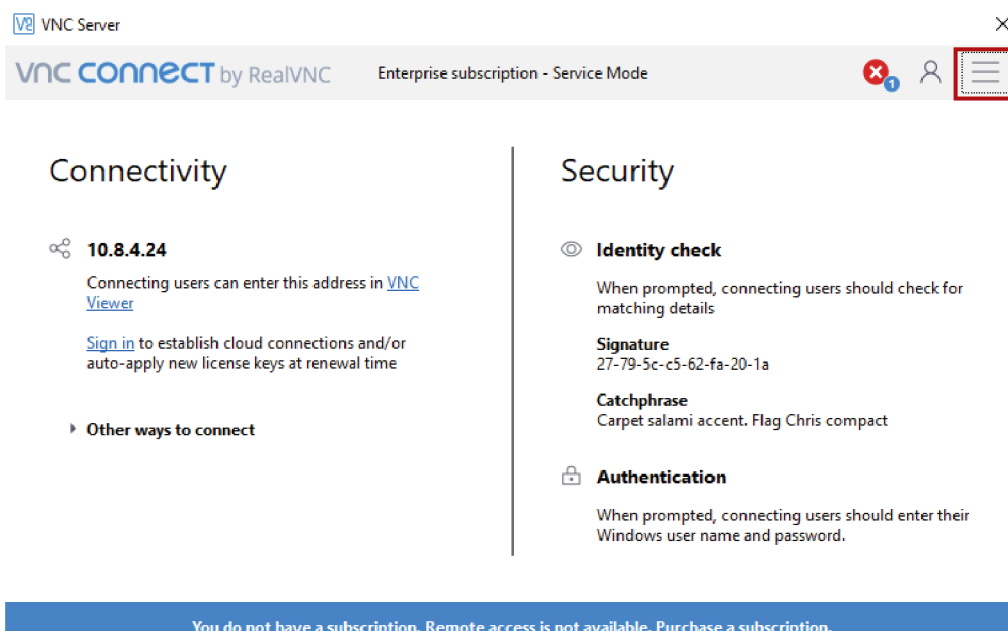 VNC Server
vnc connect by RealVNC
Enterprise subscription - Service Mode
1
Connectivity
10.8.4.24
Connecting users can enter this address in VNC
Viewer
Sign in to establish cloud connections and/or
auto-apply new license keys at renewal time
Other ways to connect
Security
Identity check
When prompted, connecting users should check for
matching details
Signature
27-79-5c-c5-62-fa-20-1a
Catchphrase
Carpet salami accent. Flag Chris compact
Authentication
When prompted, connecting users should enter their
Windows user name and password.
You do not have a subscription. Remote access is not available. Purchase a subscription.